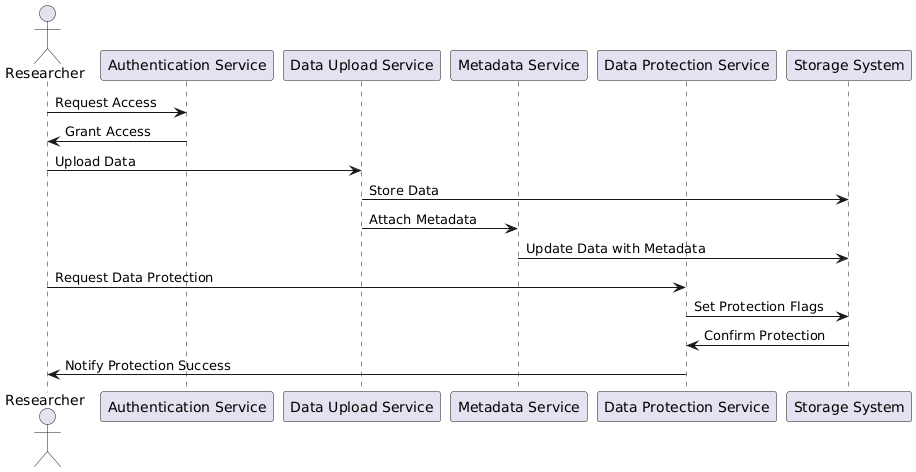 Researcher
Authentication Service
Data Upload Service
Metadata Service
Data Protection Service
Storage System
Request Access
Grant Access
Upload Data
Store Data
Attach Metadata
Update Data with Metadata
Request Data Protection
Set Protection Flags
Confirm Protection
Notify Protection Success
Researcher
Authentication Service
Data Upload Service
Metadata Service
Data Protection Service
Storage System